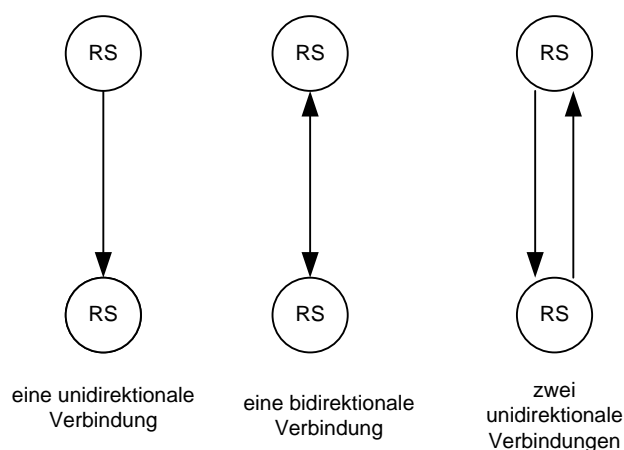 RS
RS
RS
RS
RS
RS
eine unidirektionale
Verbindung
eine bidirektionale
Verbindung
zwei
unidirektionale
Verbindungen